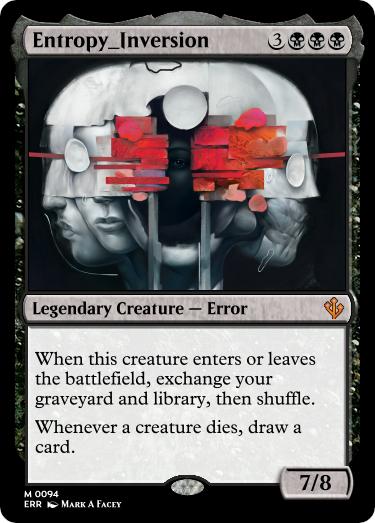 Entropy_Inversion 3
Legendary Creature — Error
When this creature enters or leaves
the battlefield, exchange your
graveyard and library, then shuffle.
Whenever a creature dies, draw a
card.
7/8
M 0094
ERR Mark A Facey